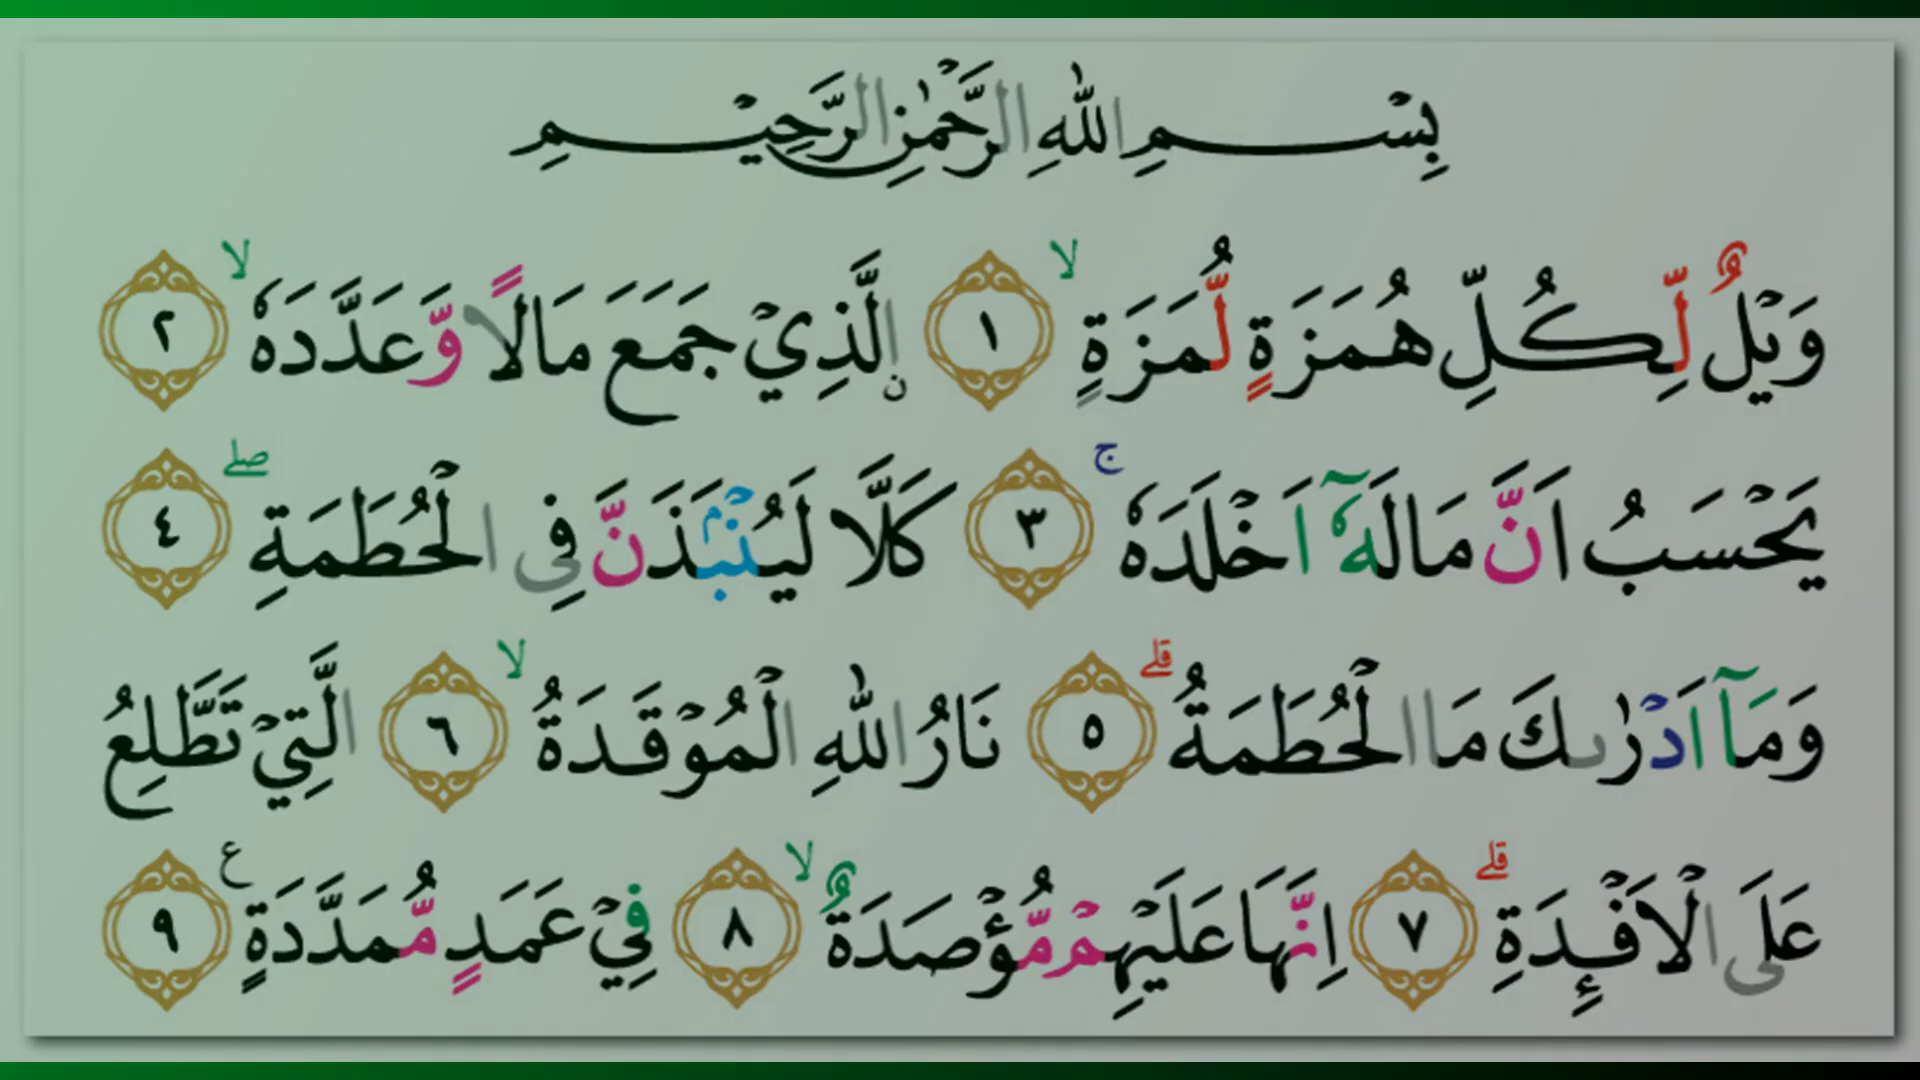 بِسْمِ اللّٰهِ الرَّحْمٰنِ الرَّحِيْمِ
وَيْلٌ لِّكُلِّ هُمَزَةٍ لُّمَزَةٍۙ ١ ۨالَّذِيْ جَمَعَ مَالًا وَّعَدَّدَهٗۙ ٢
يَحْسَبُ اَنَّ مَالَهٗٓ اَخْلَدَهٗۚ ٣ كَلَّا لَيُنْۢبَذَنَّ فِى الْحُطَمَةِۖ ٤
وَمَآ اَدْرٰىكَ مَا الْحُطَمَةُۗ ٥ نَارُ اللّٰهِ الْمُوْقَدَةُۙ ٦ الَّتِيْ تَطَّلِعُ
عَلَى الْاَفْـِٕدَةِۗ ٧ اِنَّهَا عَلَيْهِمْ مُّؤْصَدَةٌۙ ٨ فِيْ عَمَدٍ مُّمَدَّدَةٍ ع ٩